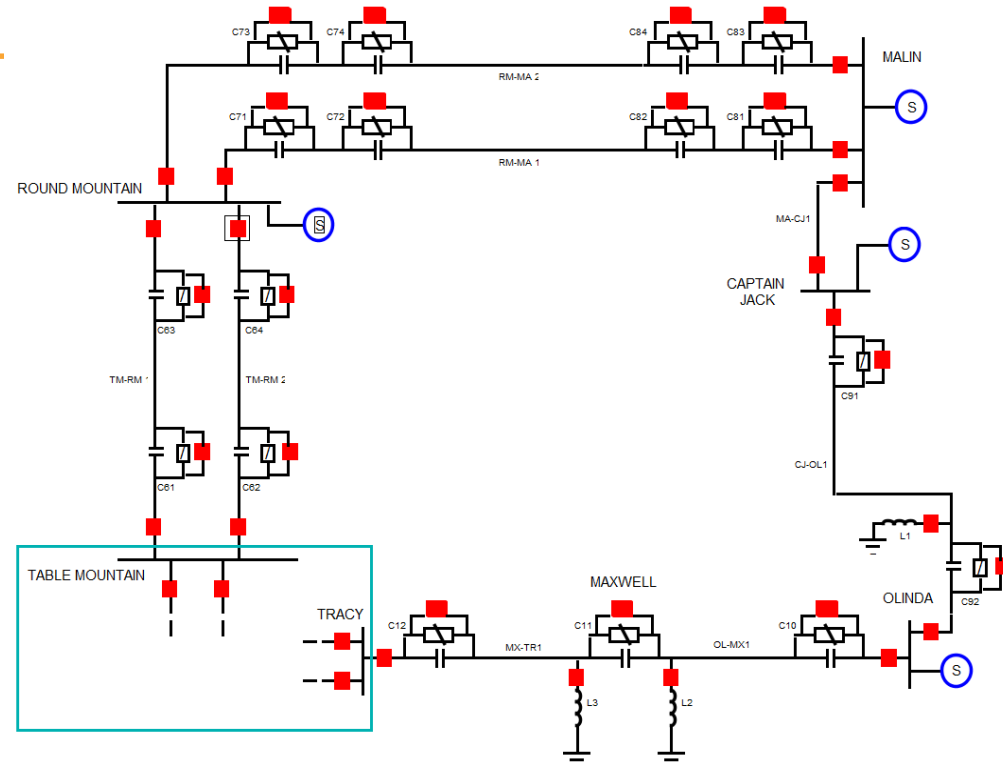 C73
C74
C84
C83
MALIN
RM-MA 2
S
C71
C72
C82
C81
RM-MA 1
ROUND MOUNTAIN
S
MA-CJ1
S
CAPTAIN
JACK
C63
C64
C91
TM-RM 1
TM-RM 2
CJ-OL1
C61
C62
L1
TABLE MOUNTAIN
MAXWELL
OLINDA
C92
TRACY
C12
C11
C10
MX-TR1
OL-MX1
S
L3
L2